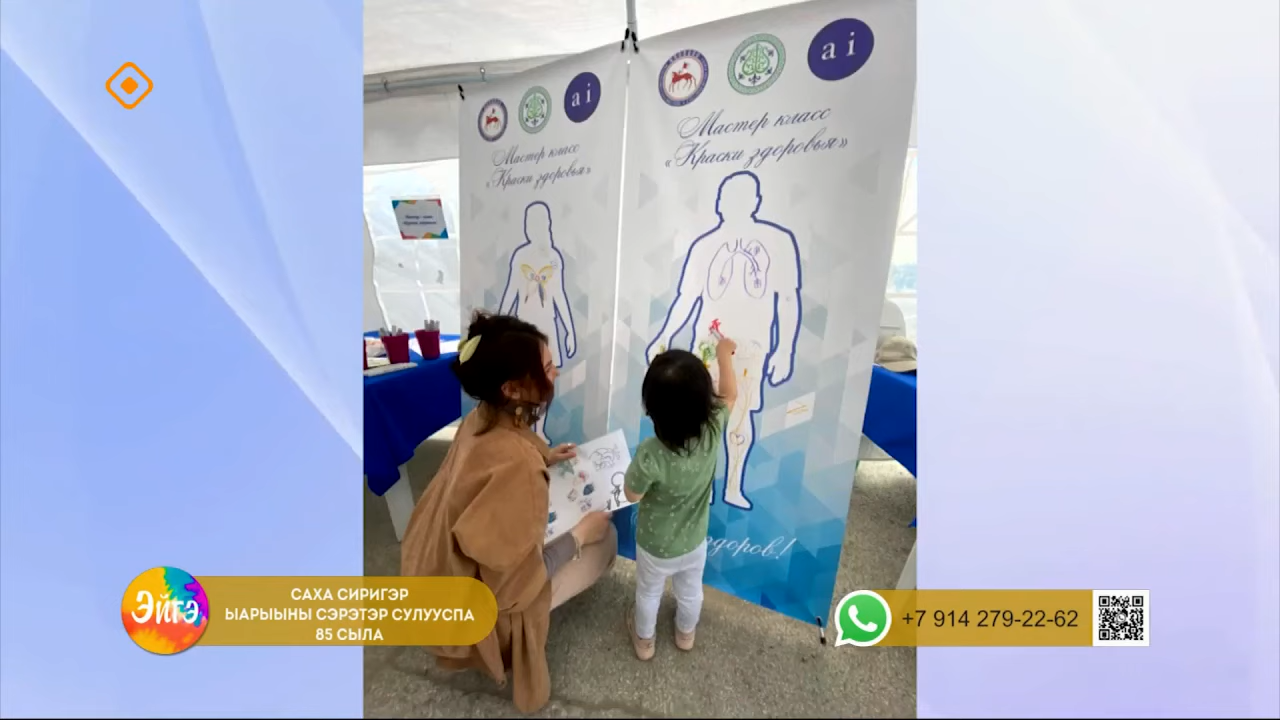 ai
ai
Мастер класс
«Краски здоровья»
Мастер класс
«Краски здоровья»
здоров!
Эйгэ
САХА СИРИГЭР
ЫАРЫЫНЫ СЭРЭТЭР СУЛУУСПА
85 СЫЛА
+7 914 279-22-62